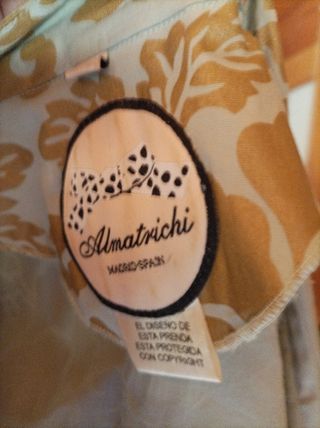 Almatrichi
MADRID-SPAIN
EL DISEÑO DE
ESTA PRENDA
ESTA PROTEGIDA
CON COPYRIGHT